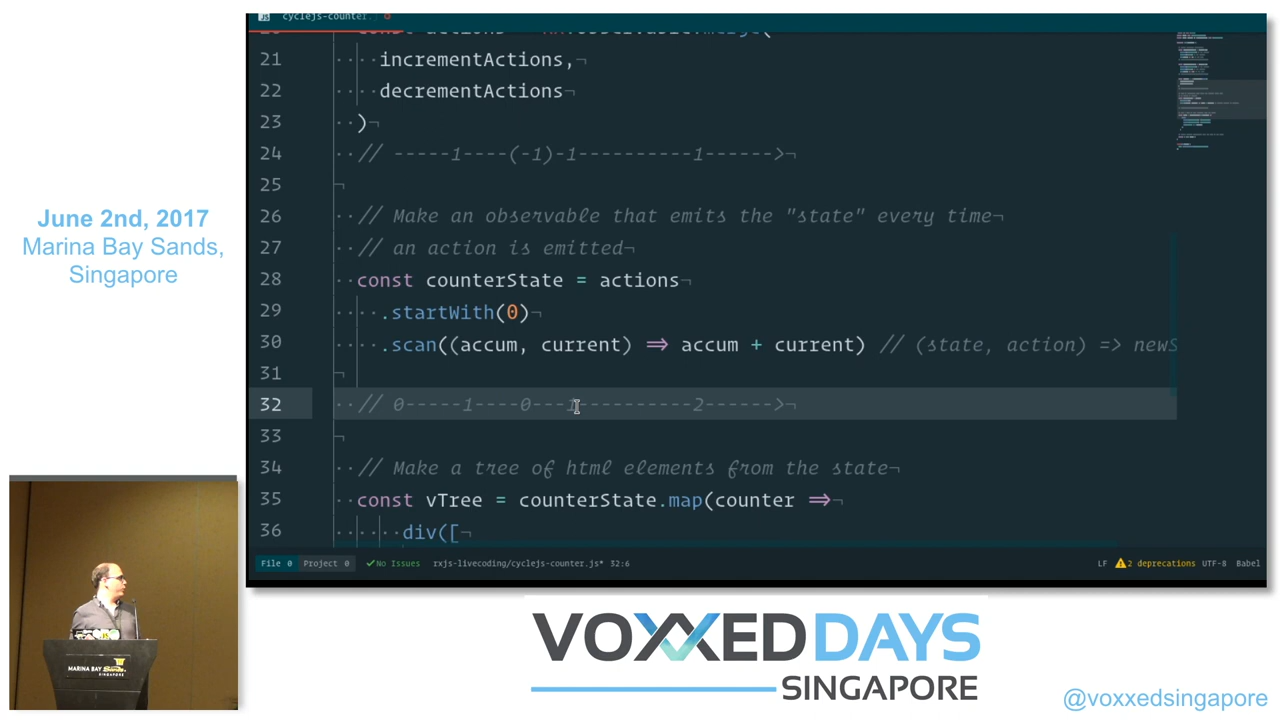 cyclejs-counter.j
June 2nd, 2017
Marina Bay Sands,
Singapore
21 incrementActions,
22 decrementActions
23 )
24 // -----1----(-1)-1----------1------>
25
26 // Make an observable that emits the "state" every time
27 // an action is emitted
28 const counterState = actions
29 .startWith(0)
30 .scan((accum, current) => accum + current) // (state, action) => newS
31
32 // 0-----1----0---1----------2------>
33
34 // Make a tree of html elements from the state
35 const vTree = counterState.map(counter =>
36 div([
File 0 Project 0 No Issues rxjs-livecoding/cyclejs-counter.js* 32:6 LF 2 deprecations UTF-8 Babel
MARINA BAY Sands
SINGAPORE
VOXXED DAYS
SINGAPORE
@voxxedsingapore